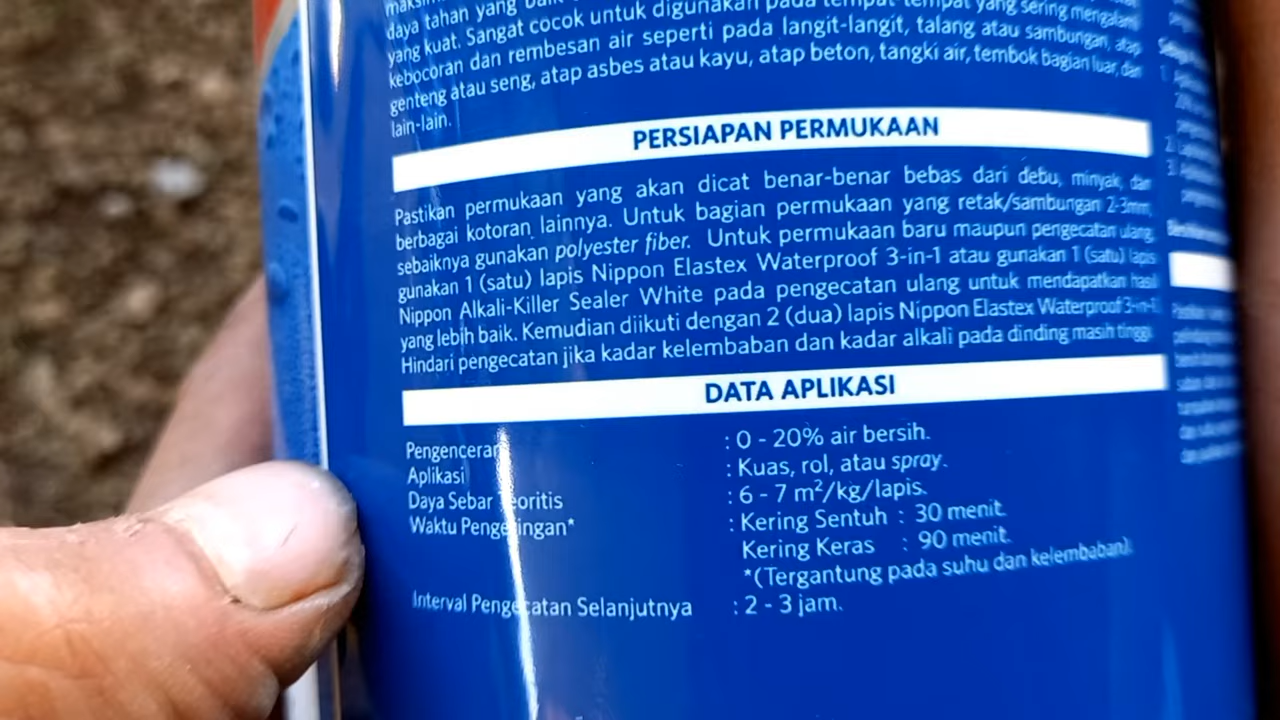 daya tahan yang
yang kuat. Sangat cocok untuk digunakan pada tempat-tempat yang sering mengalami
kebocoran dan rembesan air seperti pada langit-langit, talang atau sambungan, atap
genteng atau seng, atap asbes atau kayu, atap beton, tangki air, tembok bagian luar, dan
lain-lain.
PERSIAPAN PERMUKAAN
Pastikan permukaan yang akan dicat benar-benar bebas dari debu, minyak, dan
berbagai kotoran lainnya. Untuk bagian permukaan yang retak/sambungan 2-3mm,
sebaiknya gunakan polyester fiber. Untuk permukaan baru maupun pengecatan ulang,
gunakan 1 (satu) lapis Nippon Elastex Waterproof 3-in-1 atau gunakan 1 (satu) lapis
Nippon Alkali-Killer Sealer White pada pengecatan ulang untuk mendapatkan hasil
yang lebih baik. Kemudian diikuti dengan 2 (dua) lapis Nippon Elastex Waterproof 3-in-1.
Hindari pengecatan jika kadar kelembaban dan kadar alkali pada dinding masih tinggi.
DATA APLIKASI
Pengenceran : 0 - 20% air bersih.
Aplikasi : Kuas, rol, atau spray.
Daya Sebar Teoritis : 6 - 7 m²/kg/lapis.
Waktu Pengeringan* : Kering Sentuh : 30 menit.
Kering Keras : 90 menit.
*(Tergantung pada suhu dan kelembaban).
Interval Pengecatan Selanjutnya : 2 - 3 jam.